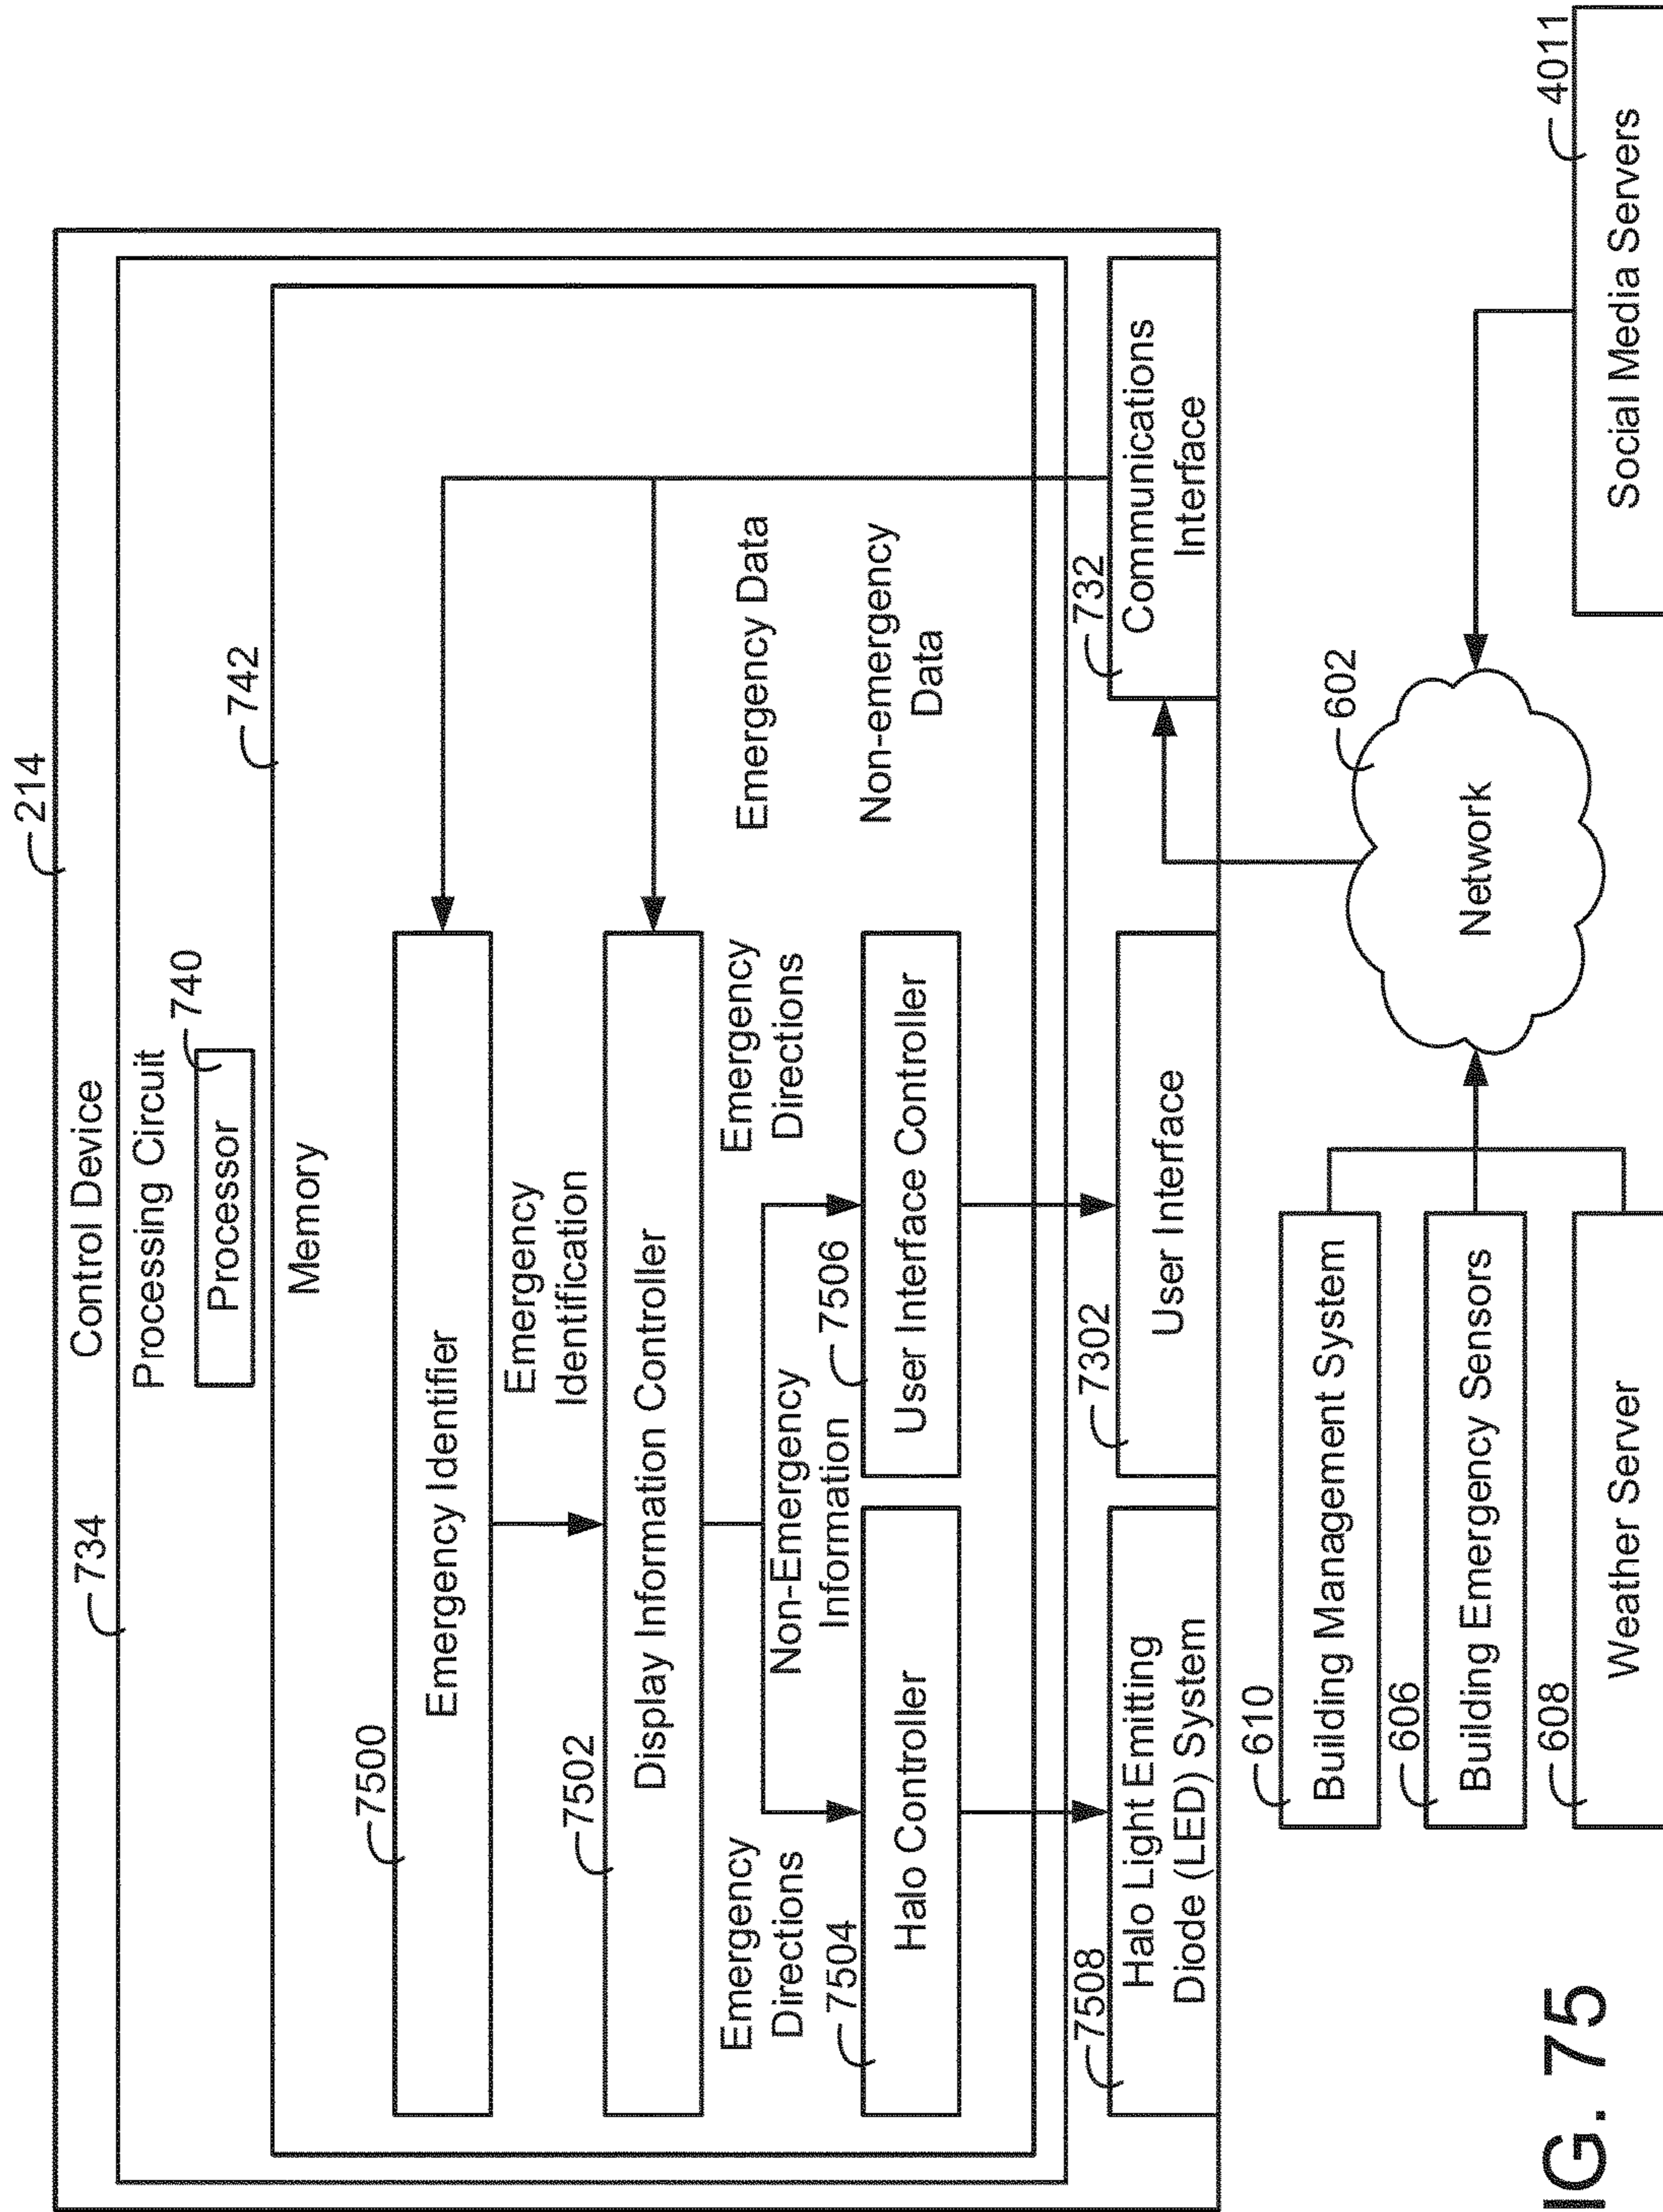 214
Control Device
734
Processing Circuit
740
Processor
742
Memory
7500
Emergency Identifier
Emergency
Identification
7502
Display Information Controller
Emergency
Directions
Non-Emergency
Information
Emergency
Directions
Emergency Data
Non-emergency
Data
7504
Halo Controller
7506
User Interface Controller
7508
Halo Light Emitting
Diode (LED) System
7302
User Interface
732
Communications
Interface
610
Building Management System
606
Building Emergency Sensors
608
Weather Server
602
Network
4011
Social Media Servers
IG. 75